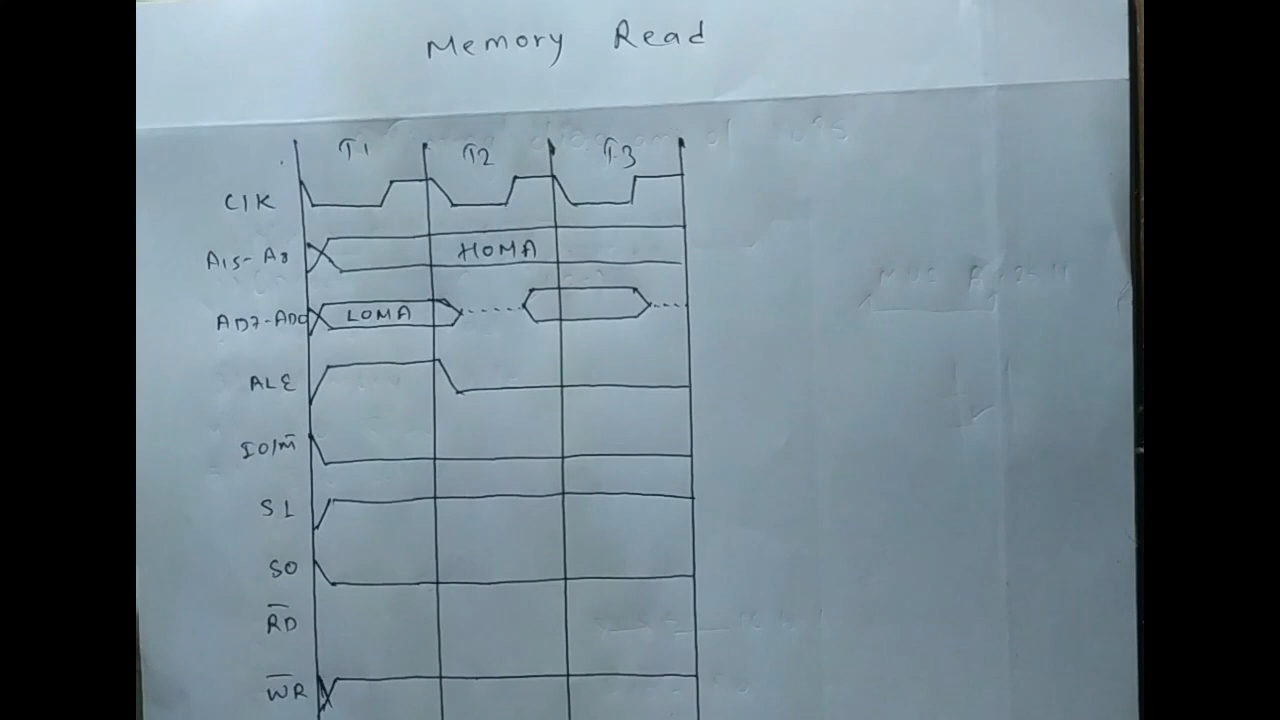 Memory Read
T1 T2 T3
CLK
A15-A8 HOMA
AD7-AD0 LOMA
ALE
IO/M̅
S1
S0
R̅D̅
W̅R̅